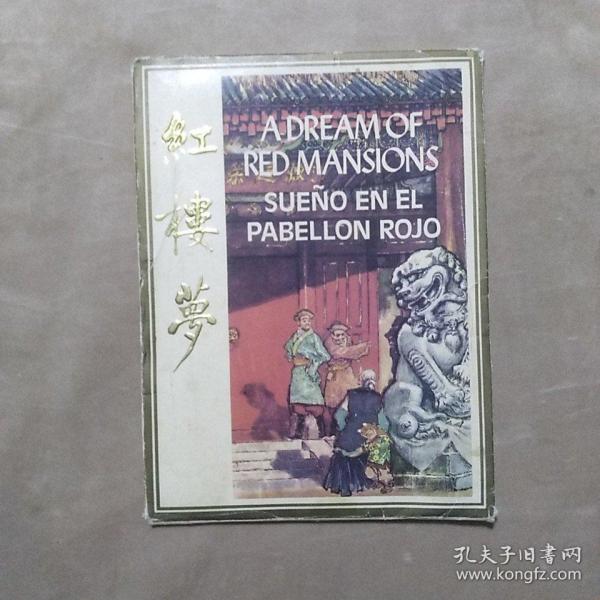 紅樓夢
A DREAM OF
RED MANSIONS
SUEÑO EN EL
PABELLON ROJO
孔夫子旧书网
www.kongfz.com